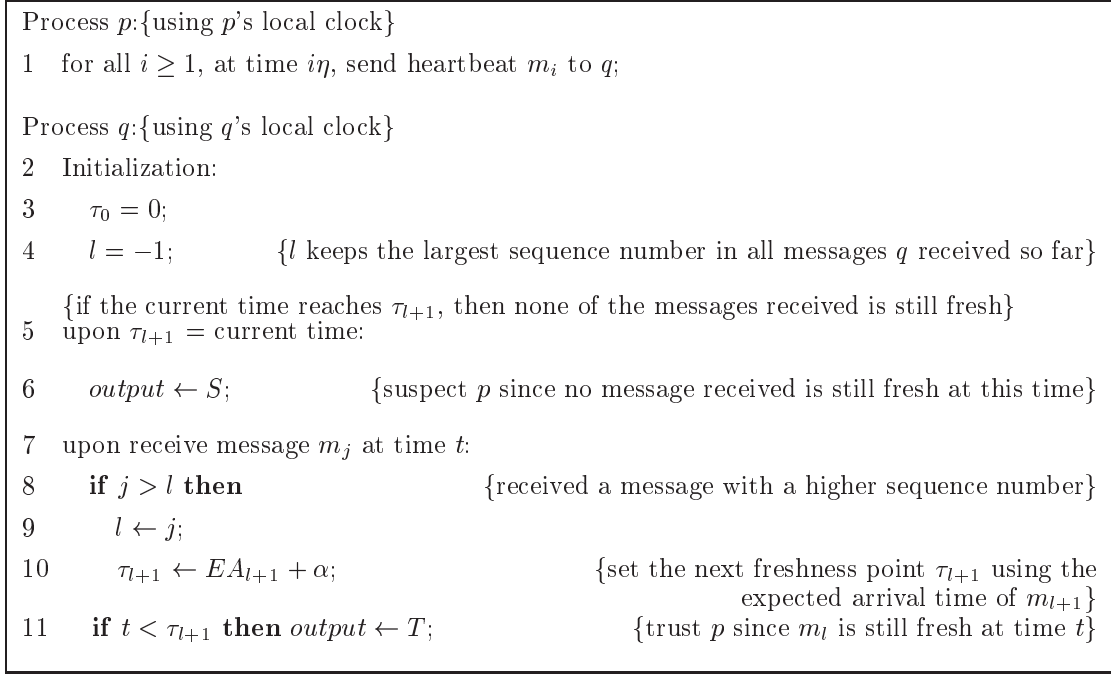 Process p:{using p's local clock}
1 for all i ≥ 1, at time iη, send heartbeat m_i to q;
Process q:{using q's local clock}
2 Initialization:
3 τ_0 = 0;
4 l = −1; {l keeps the largest sequence number in all messages q received so far}
{if the current time reaches τ_{l+1}, then none of the messages received is still fresh}
5 upon τ_{l+1} = current time:
6 output ← S; {suspect p since no message received is still fresh at this time}
7 upon receive message m_j at time t:
8 if j > l then {received a message with a higher sequence number}
9 l ← j;
10 τ_{l+1} ← EA_{l+1} + α; {set the next freshness point τ_{l+1} using the
expected arrival time of m_{l+1}}
11 if t < τ_{l+1} then output ← T; {trust p since m_l is still fresh at time t}